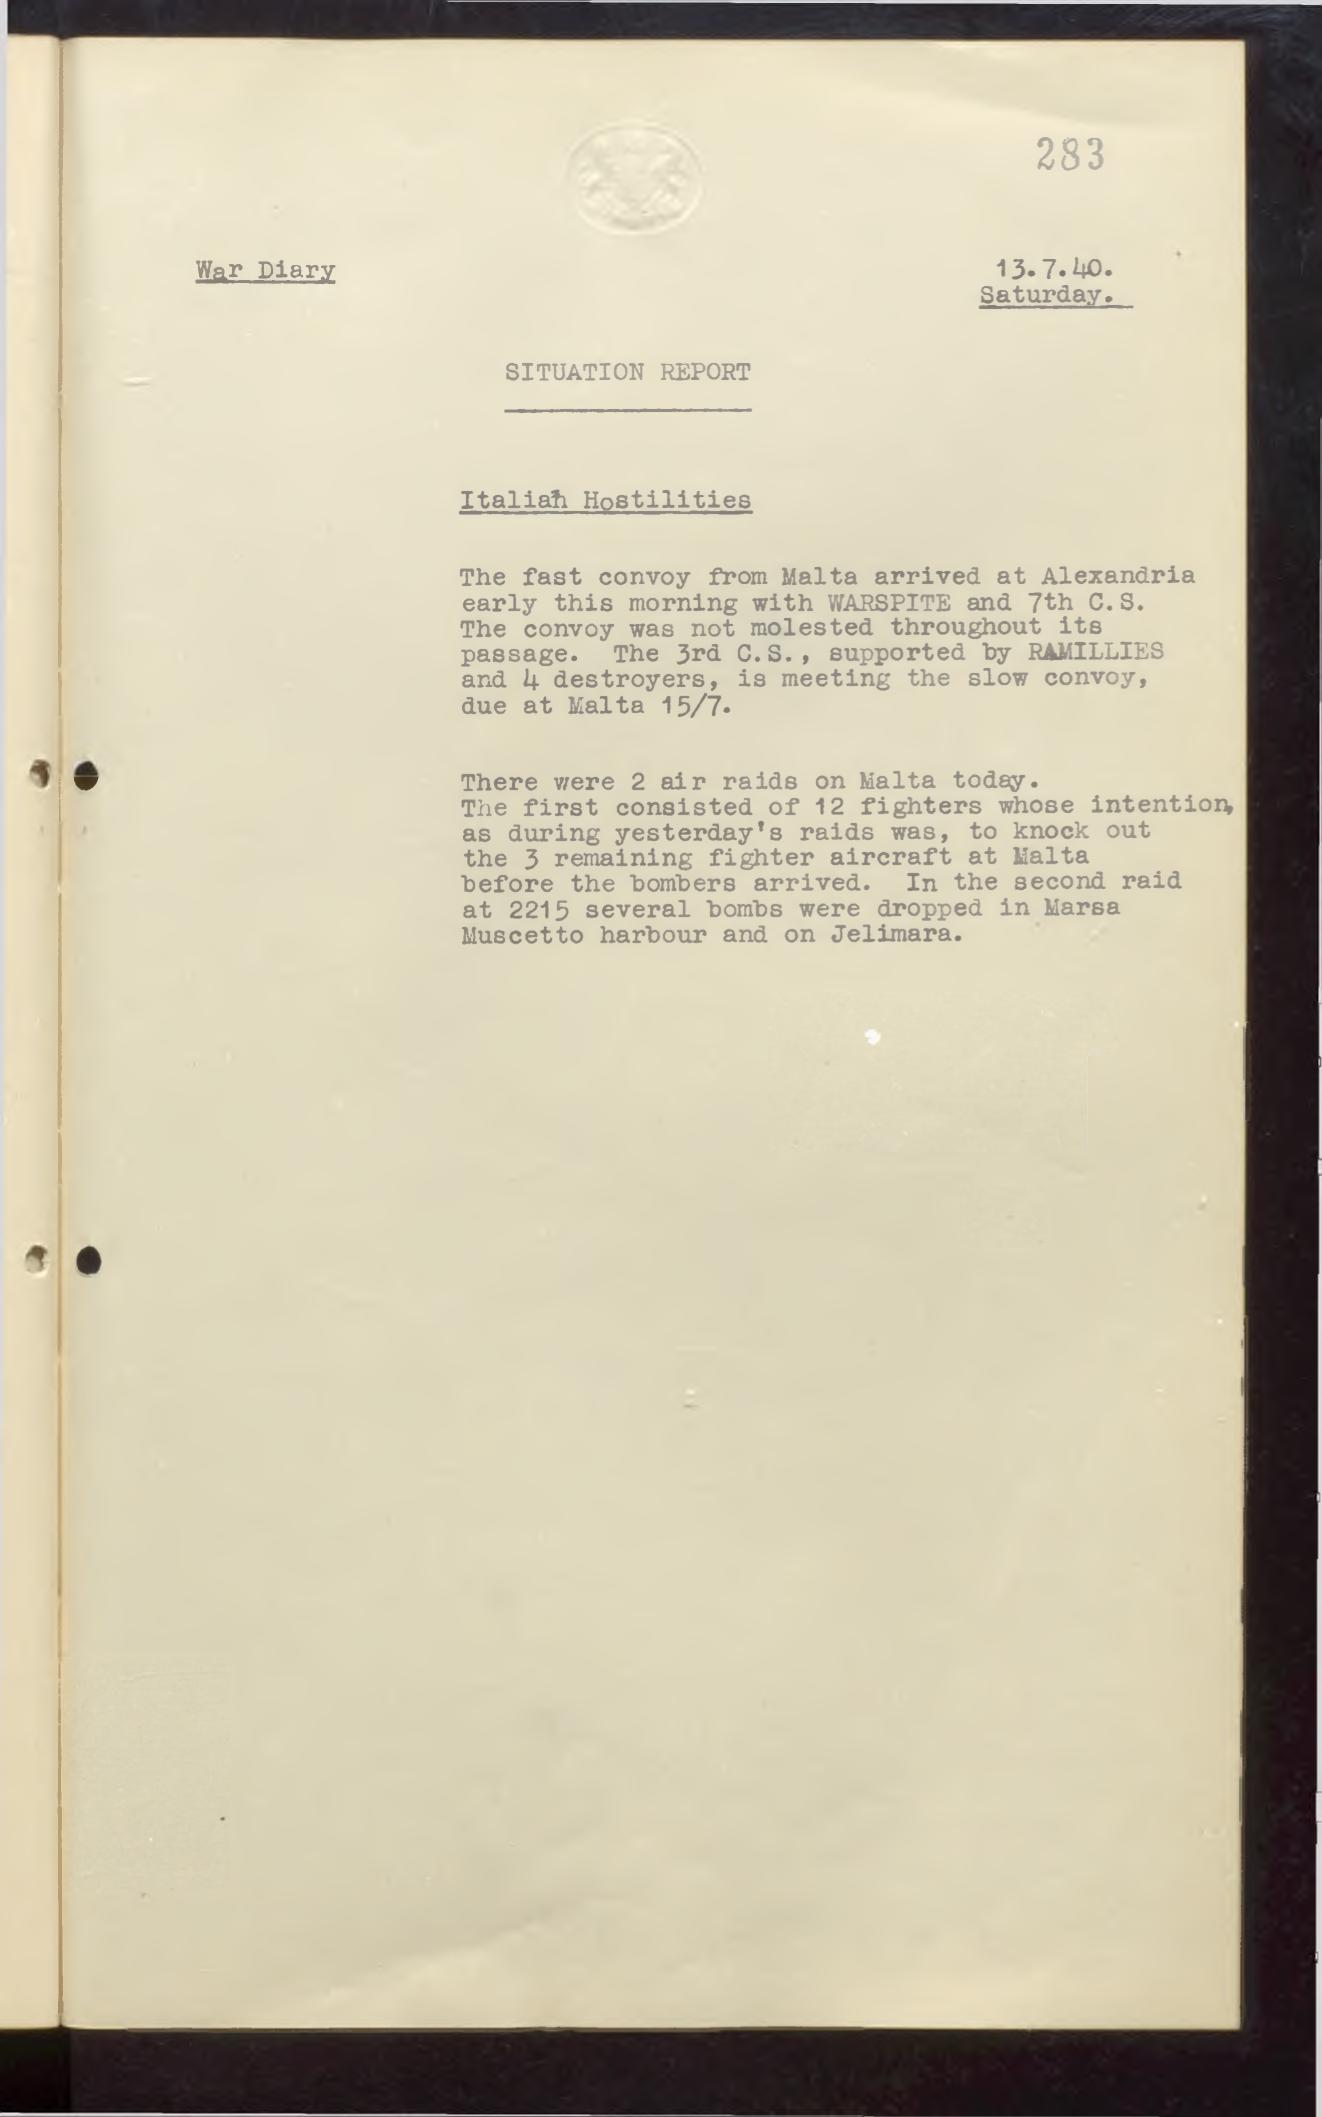 283
War Diary
13.7.40.
Saturday.
SITUATION REPORT
Italian Hostilities
The fast convoy from Malta arrived at Alexandria
early this morning with WARSPITE and 7th C.S.
The convoy was not molested throughout its
passage. The 3rd C.S., supported by RAMILLIES
and 4 destroyers, is meeting the slow convoy,
due at Malta 15/7.
There were 2 air raids on Malta today.
The first consisted of 12 fighters whose intention,
as during yesterday's raids was, to knock out
the 3 remaining fighter aircraft at Malta
before the bombers arrived. In the second raid
at 2215 several bombs were dropped in Marsa
Muscetto harbour and on Jelimara.